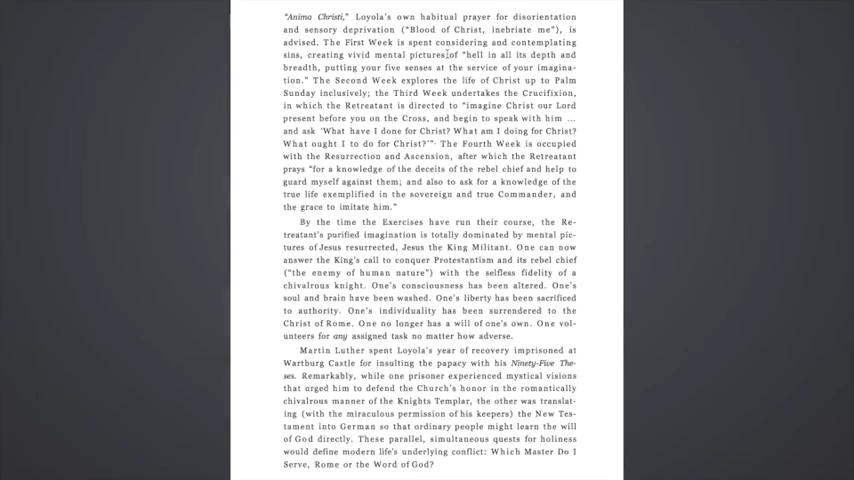 "Anima Christi," Loyola's own habitual prayer for disorientation
and sensory deprivation ("Blood of Christ, inebriate me"), is
advised. The First Week is spent considering and contemplating
sins, creating vivid mental pictures of "hell in all its depth and
breadth, putting your five senses at the service of your imagina-
tion." The Second Week explores the life of Christ up to Palm
Sunday inclusively; the Third Week undertakes the Crucifixion,
in which the Retreatant is directed to "imagine Christ our Lord
present before you on the Cross, and begin to speak with him ...
and ask 'What have I done for Christ? What am I doing for Christ?
What ought I to do for Christ?'" The Fourth Week is occupied
with the Resurrection and Ascension, after which the Retreatant
prays "for a knowledge of the deceits of the rebel chief and help to
guard myself against them; and also to ask for a knowledge of the
true life exemplified in the sovereign and true Commander, and
the grace to imitate him."
By the time the Exercises have run their course, the Re-
treatant's purified imagination is totally dominated by mental pic-
tures of Jesus resurrected, Jesus the King Militant. One can now
answer the King's call to conquer Protestantism and its rebel chief
("the enemy of human nature") with the selfless fidelity of a
chivalrous knight. One's consciousness has been altered. One's
soul and brain have been washed. One's liberty has been sacrificed
to authority. One's individuality has been surrendered to the
Christ of Rome. One no longer has a will of one's own. One vol-
unteers for any assigned task no matter how adverse.
Martin Luther spent Loyola's year of recovery imprisoned at
Wartburg Castle for insulting the papacy with his Ninety-Five The-
ses. Remarkably, while one prisoner experienced mystical visions
that urged him to defend the Church's honor in the romantically
chivalrous manner of the Knights Templar, the other was translat-
ing (with the miraculous permission of his keepers) the New Tes-
tament into German so that ordinary people might learn the will
of God directly. These parallel, simultaneous quests for holiness
would define modern life's underlying conflict: Which Master Do I
Serve, Rome or the Word of God?